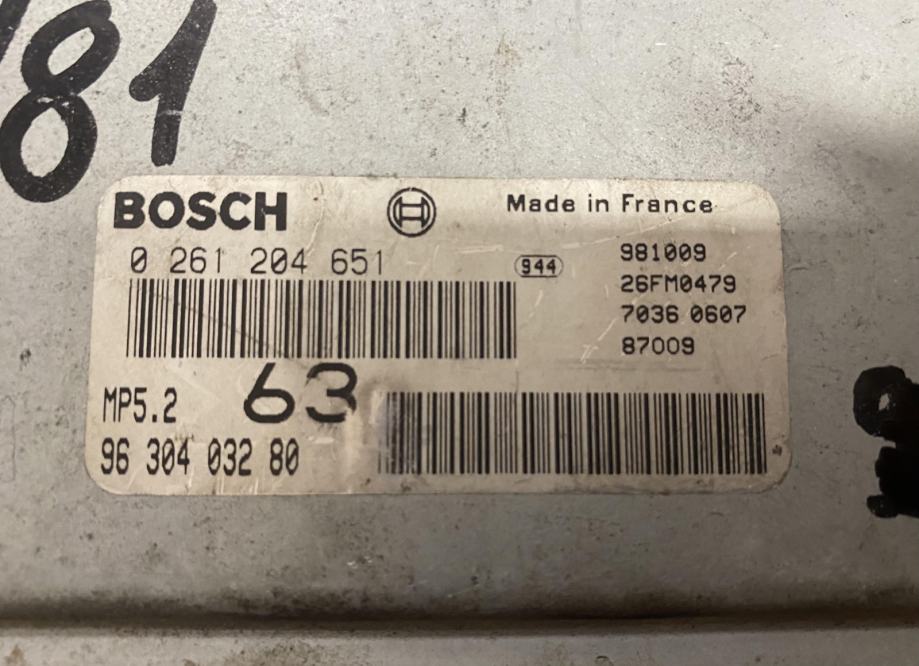 81
BOSCH
Made in France
0 261 204 651
944
981009
26FM0479
7036 0607
87009
MP5.2
63
96 304 032 80